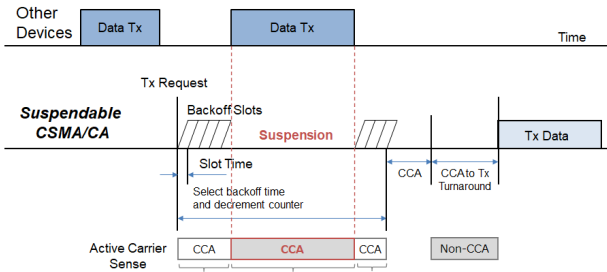 Other
Devices
Data Tx
Data Tx
Time
Tx Request
Suspendable
CSMA/CA
Backoff Slots
Suspension
Tx Data
Slot Time
CCA
CCA to Tx
Turnaround
Select backoff time
and decrement counter
Active Carrier
Sense
CCA
CCA
CCA
Non-CCA